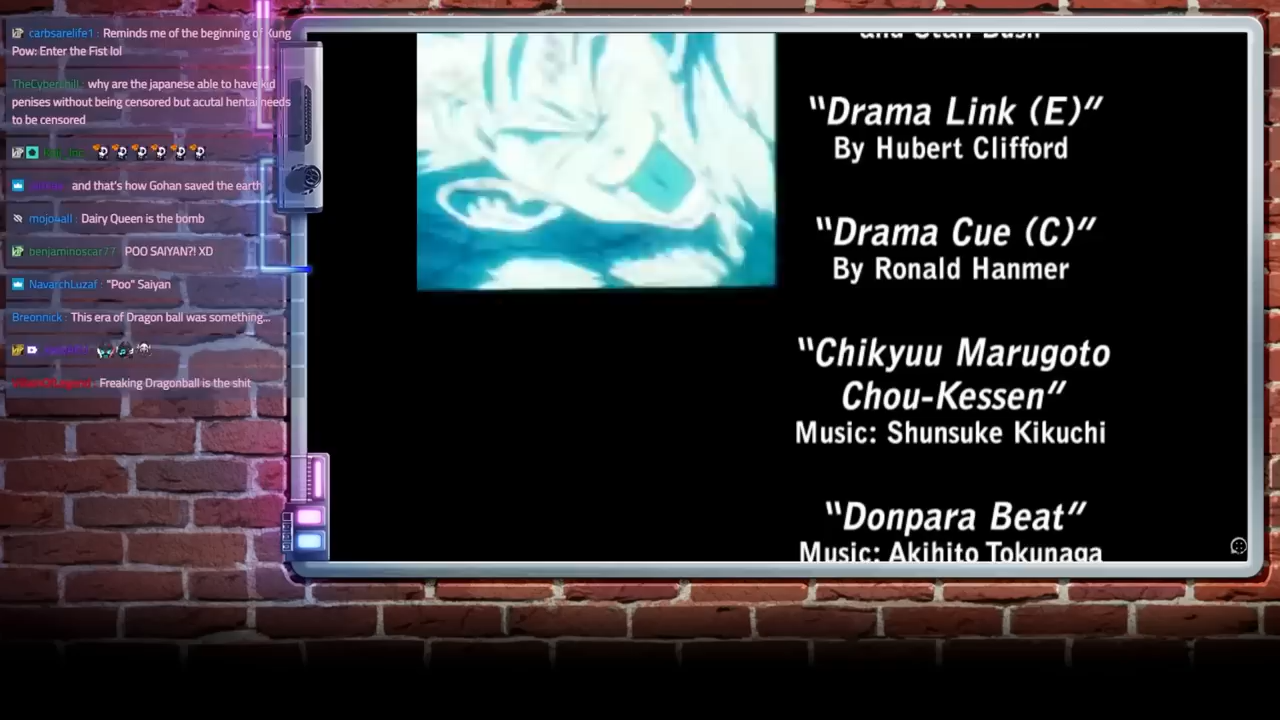 carbsarelife1 : Reminds me of the beginning of Kung
Pow: Enter the Fist lol
TheCyberchill : why are the japanese able to have kid
penises without being censored but acutal hentai needs
to be censored
and that's how Gohan saved the earth
mojo4all : Dairy Queen is the bomb
benjaminoscar77 : POO SAIYAN?! XD
NavarchLuzaf : "Poo" Saiyan
Breonnick : This era of Dragon ball was something...
Freaking Dragonball is the shit
“Drama Link (E)”
By Hubert Clifford
“Drama Cue (C)”
By Ronald Hanmer
“Chikyuu Marugoto
Chou-Kessen”
Music: Shunsuke Kikuchi
“Donpara Beat”
Music: Akihito Tokunaga